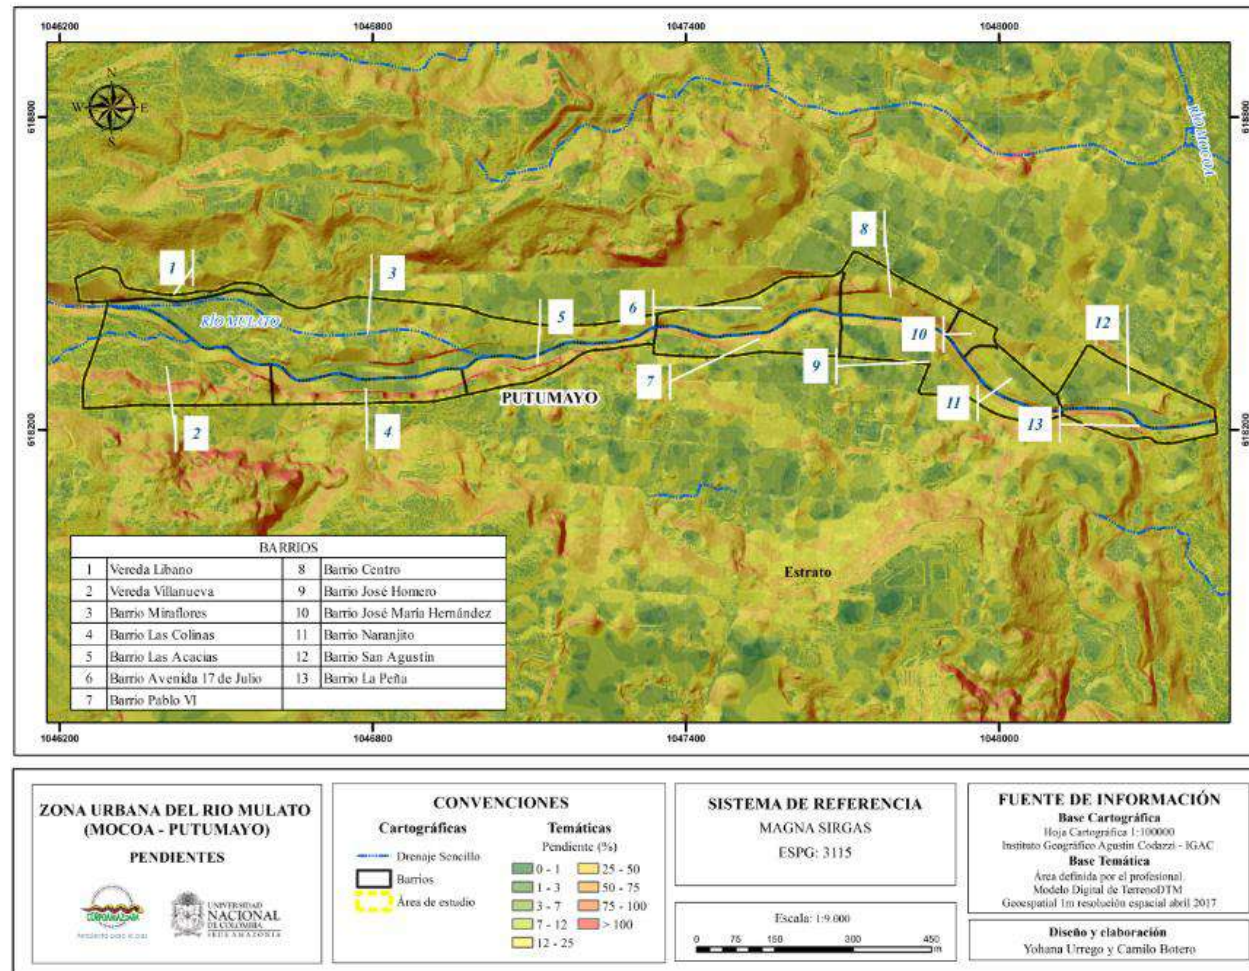 1046200 1046800 1047400 1048000
618800 618800
N
W E
S
RÍO MOCOA
8
1 3
6 5 12
RÍO MULATO
10
9
7
PUTUMAYO
11
13
618200 618200
2 4
Estrato
BARRIOS
1 Vereda Líbano 8 Barrio Centro
2 Vereda Villanueva 9 Barrio José Homero
3 Barrio Miraflores 10 Barrio José María Hernández
4 Barrio Las Colinas 11 Barrio Naranjito
5 Barrio Las Acacias 12 Barrio San Agustín
6 Barrio Avenida 17 de Julio 13 Barrio La Peña
7 Barrio Pablo VI
1046200 1046800 1047400 1048000
ZONA URBANA DEL RIO MULATO
(MOCOA - PUTUMAYO)
PENDIENTES
CORPOAMAZONIA
UNIVERSIDAD
NACIONAL
DE COLOMBIA
SEDE AMAZONIA
CONVENCIONES
Cartográficas
Drenaje Sencillo
Barrios
Área de estudio
Temáticas
Pendiente (%)
0 - 1 25 - 50
1 - 3 50 - 75
3 - 7 75 - 100
7 - 12 > 100
12 - 25
SISTEMA DE REFERENCIA
MAGNA SIRGAS
ESPG: 3115
Escala: 1:9.000
0 75 150 300 450
m
FUENTE DE INFORMACIÓN
Base Cartográfica
Hoja Cartográfica 1:100000
Instituto Geográfico Agustín Codazzi - IGAC
Base Temática
Área definida por el profesional.
Modelo Digital de TerrenoDTM
Geoespatial 1m resolución espacial abril 2017
Diseño y elaboración
Yohana Urrego y Camilo Botero